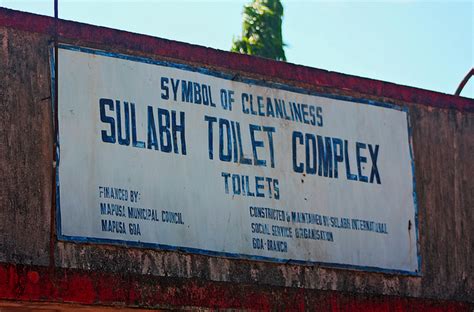 SYMBOL OF CLEANLINESS
SULABH TOILET COMPLEX
TOILETS
FINANCED BY:
MAPUSA MUNICIPAL COUNCIL
MAPUSA GOA
CONSTRUCTED & MAINTAINED BY SULABH INTERNATIONAL
SOCIAL SERVICE ORGANISATION
GOA-BRANCH